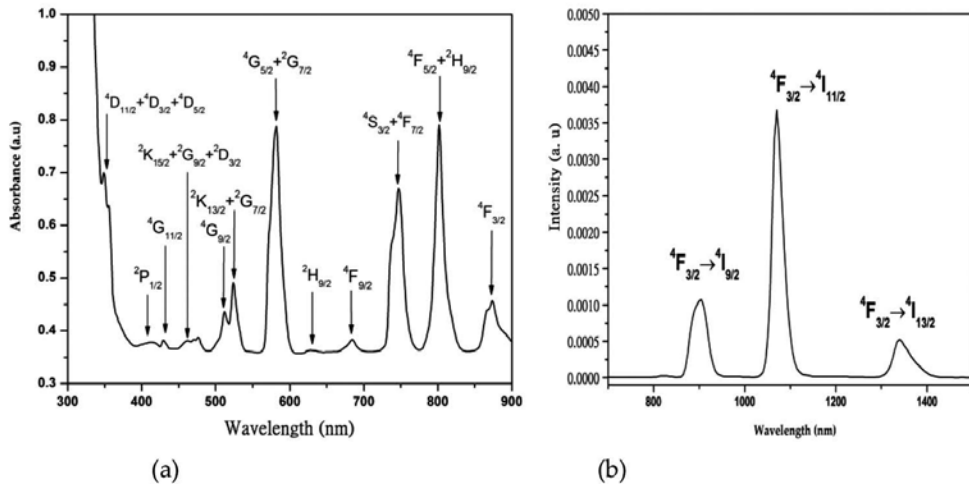 1.0
0.9
0.8
0.7
0.6
0.5
0.4
0.3
Absorbance (a.u)
300 400 500 600 700 800 900
Wavelength (nm)
⁴D₁₁/₂+⁴D₃/₂+⁴D₅/₂
²P₁/₂
⁴G₁₁/₂
²K₁₅/₂+²G₉/₂+²D₃/₂
⁴G₉/₂
²K₁₃/₂+²G₇/₂
⁴G₅/₂+²G₇/₂
²H₉/₂
⁴F₉/₂
⁴S₃/₂+⁴F₇/₂
⁴F₅/₂+²H₉/₂
⁴F₃/₂
(a)
0.0050
0.0045
0.0040
0.0035
0.0030
0.0025
0.0020
0.0015
0.0010
0.0005
0.0000
Intensity (a. u)
800 1000 1200 1400
Wavelength (nm)
⁴F₃/₂→⁴I₉/₂
⁴F₃/₂→⁴I₁₁/₂
⁴F₃/₂→⁴I₁₃/₂
(b)